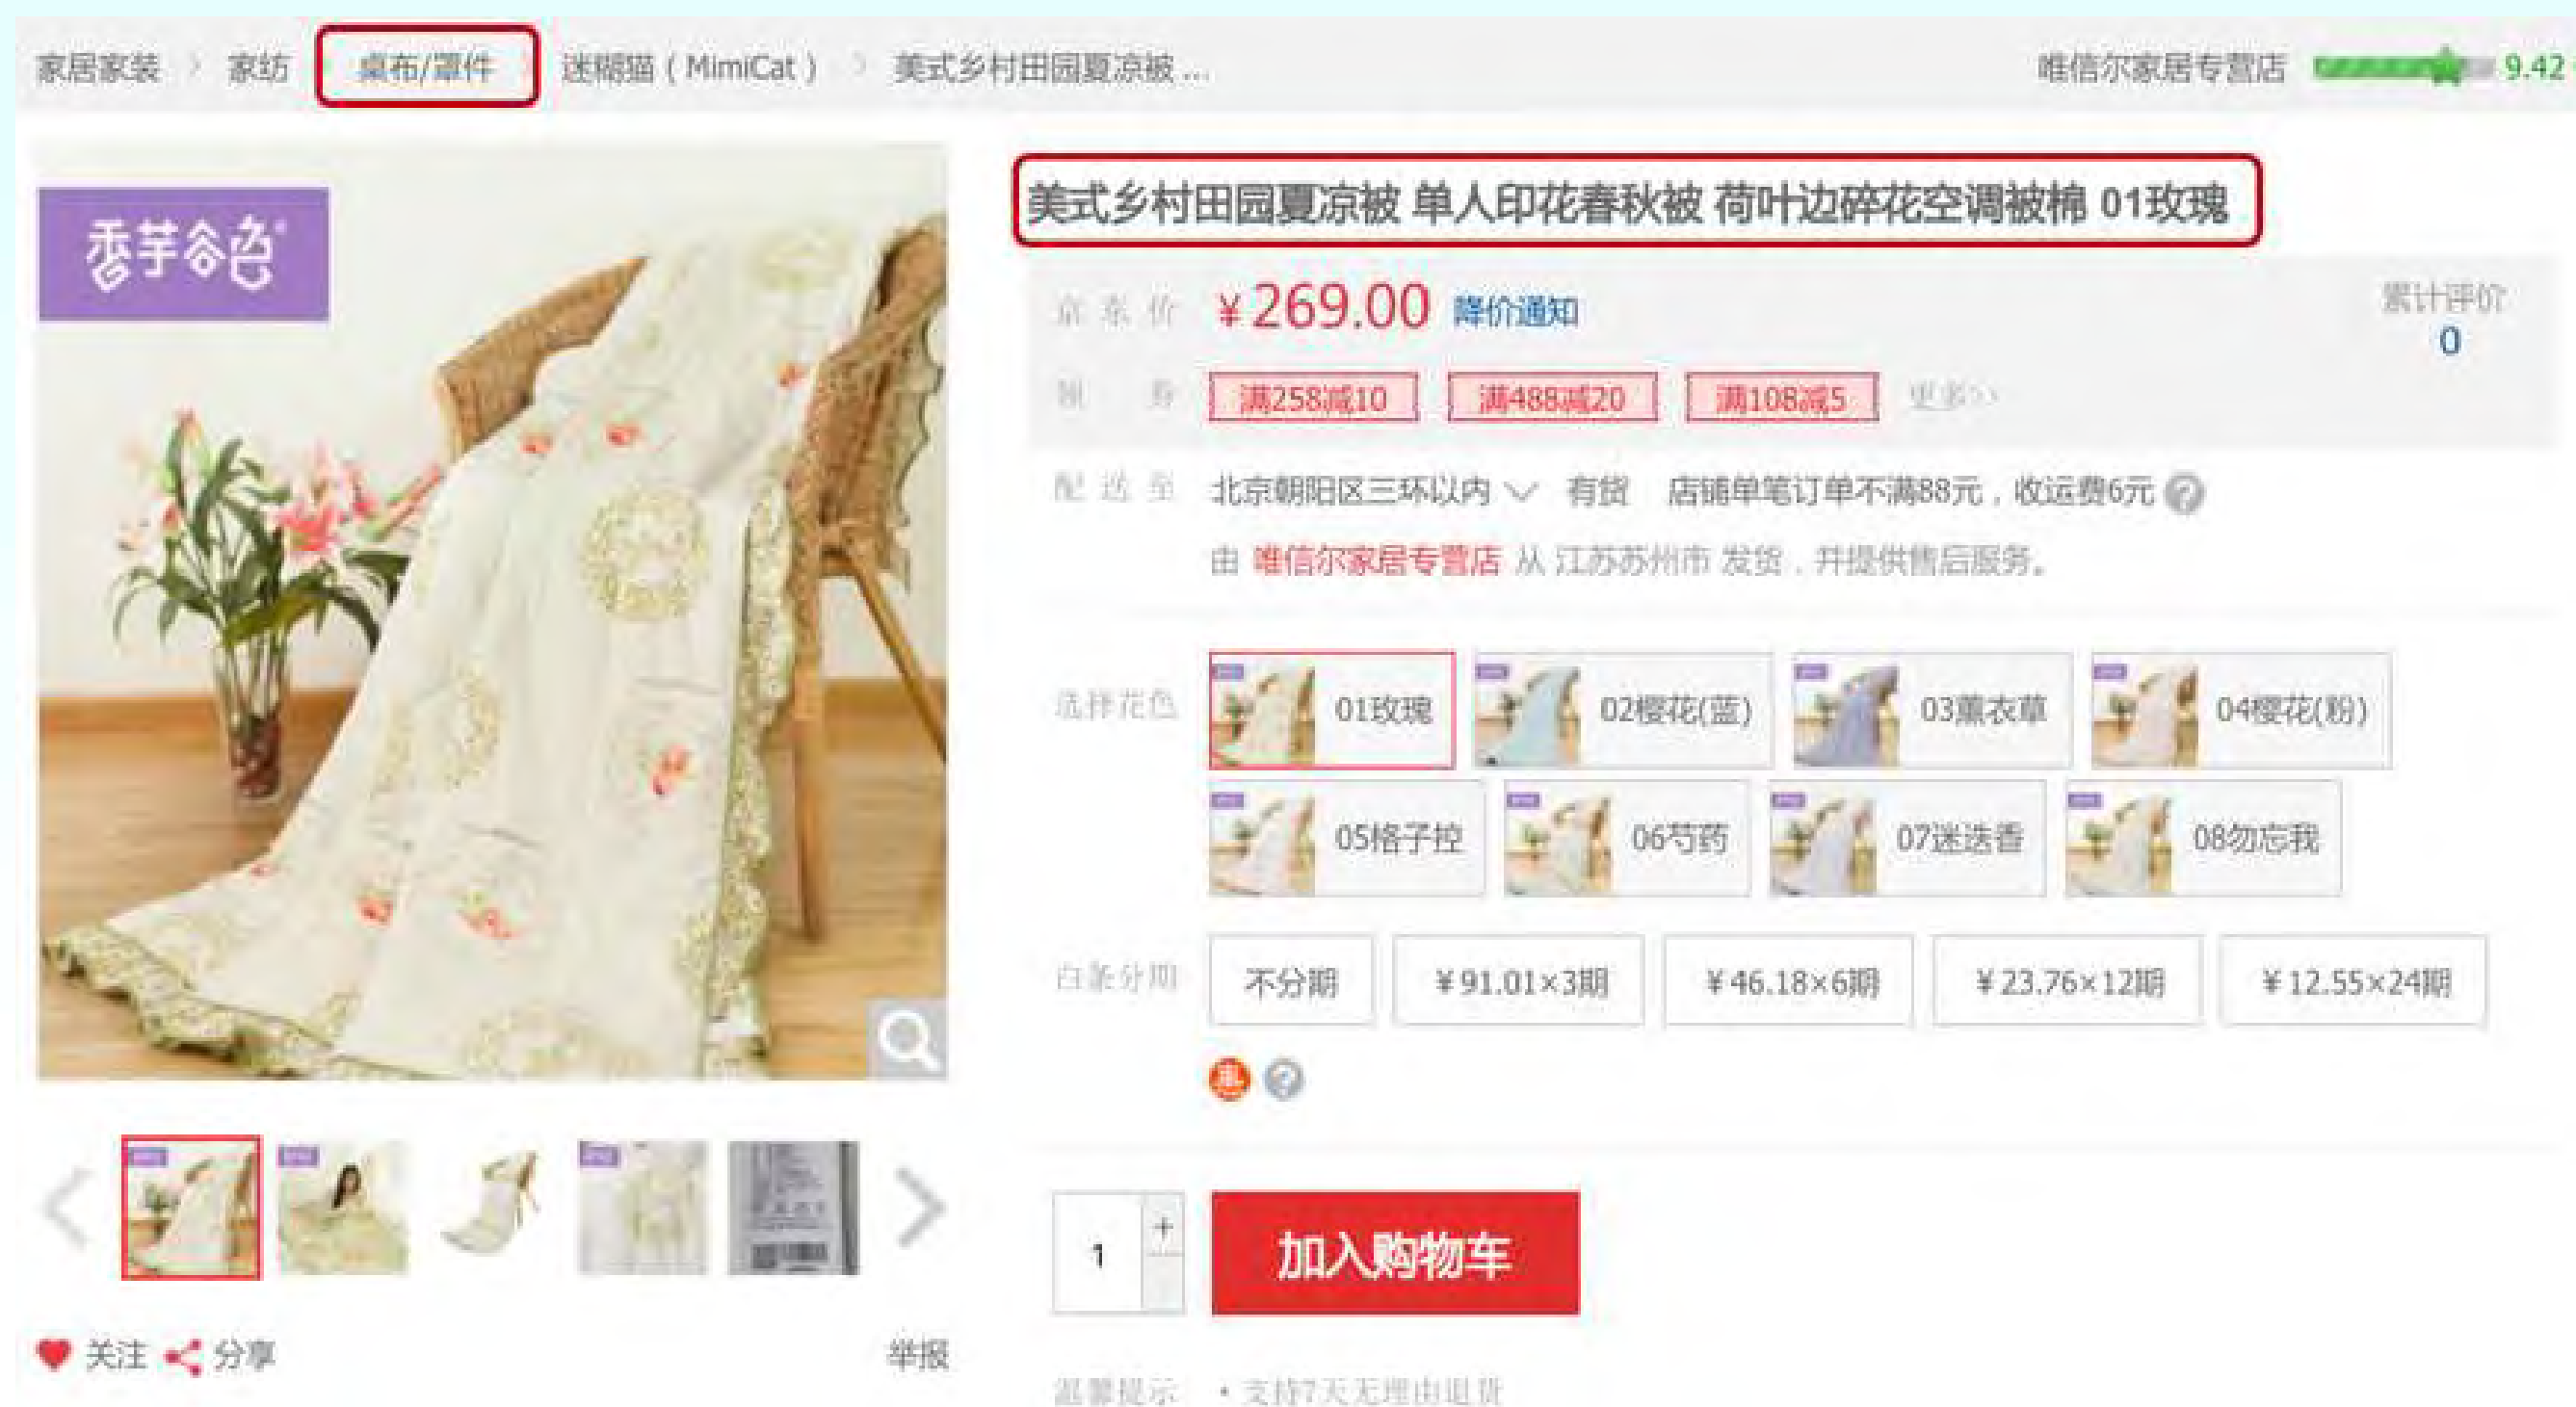 家居家装 > 家纺 桌布/罩件 迷糊猫（MimiCat） > 美式乡村田园夏凉被 ...
唯信尔家居专营店 9.42
香芋谷色®
美式乡村田园夏凉被 单人印花春秋被 荷叶边碎花空调被棉 01玫瑰
京东价 ¥269.00 降价通知
累计评价
0
领券 满258减10 满488减20 满108减5 更多>>
配送至 北京朝阳区三环以内 有货 店铺单笔订单不满88元，收运费6元
由 唯信尔家居专营店 从 江苏苏州市 发货，并提供售后服务。
选择花色 01玫瑰 02樱花(蓝) 03薰衣草 04樱花(粉)
05格子控 06芍药 07迷迭香 08勿忘我
白条分期 不分期 ¥91.01×3期 ¥46.18×6期 ¥23.76×12期 ¥12.55×24期
1 +
加入购物车
关注 分享
举报
温馨提示 • 支持7天无理由退货